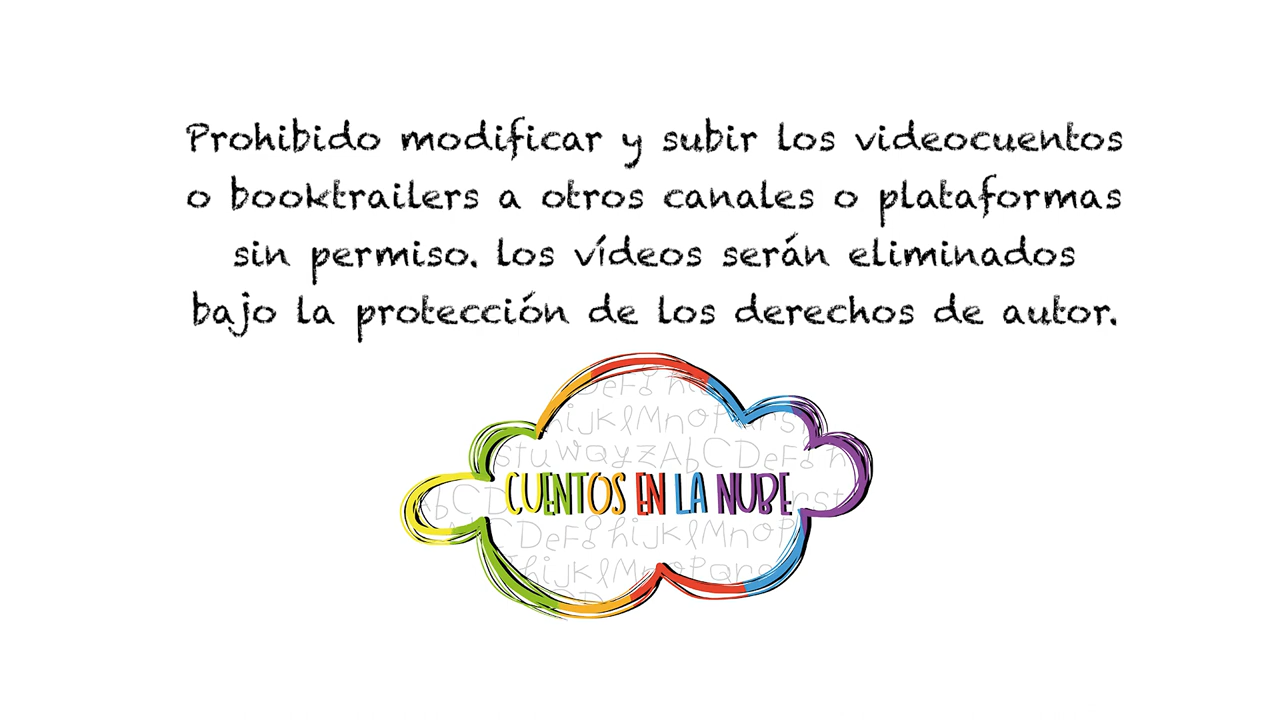 Prohibido modificar y subir los videocuentos
o booktrailers a otros canales o plataformas
sin permiso. los vídeos serán eliminados
bajo la protección de los derechos de autor.
CUENTOS EN LA NUBE